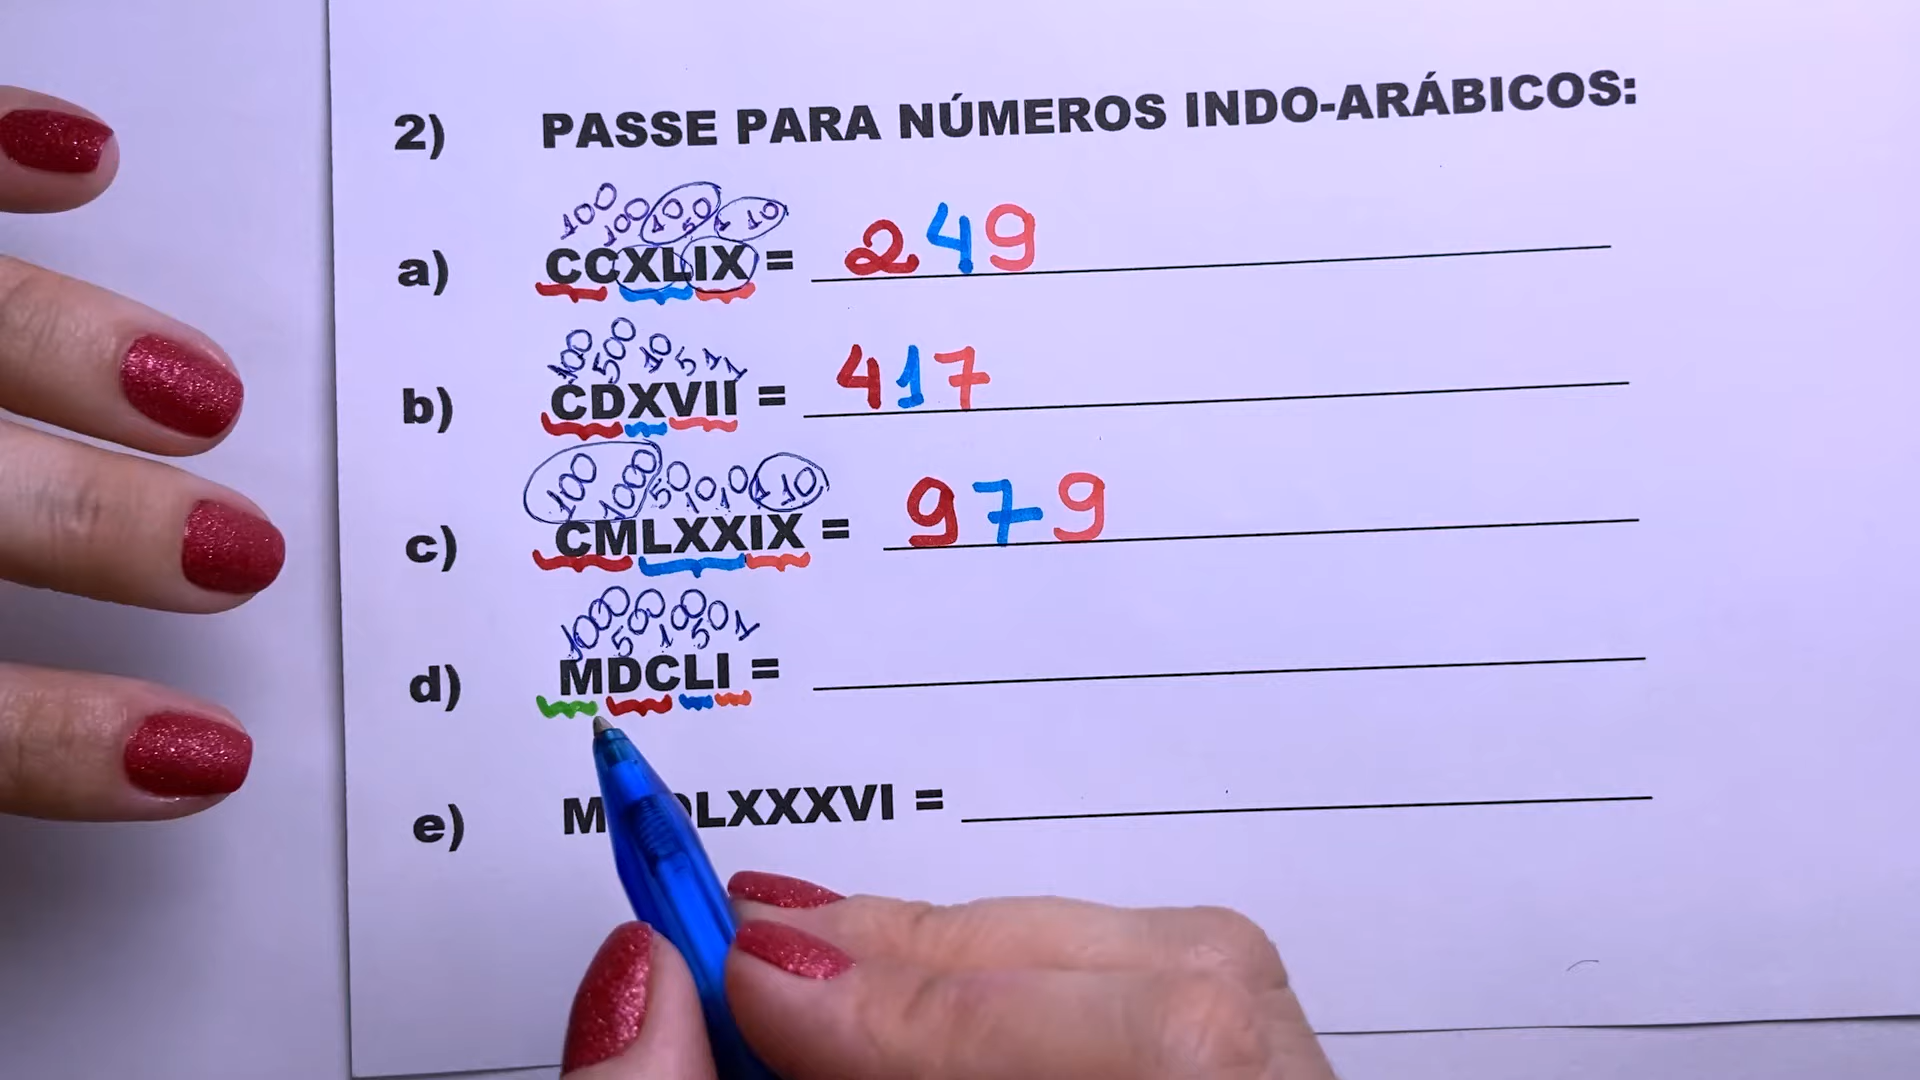 2) PASSE PARA NÚMEROS INDO-ARÁBICOS:
100 100 10 50 1 10
a) CCXLIX = 249
100 500 10 5 1 1
b) CDXVII = 417
100 1000 50 10 10 1 10
c) CMLXXIX = 979
1000 500 100 50 1
d) MDCLI =
e) LXXXVI =